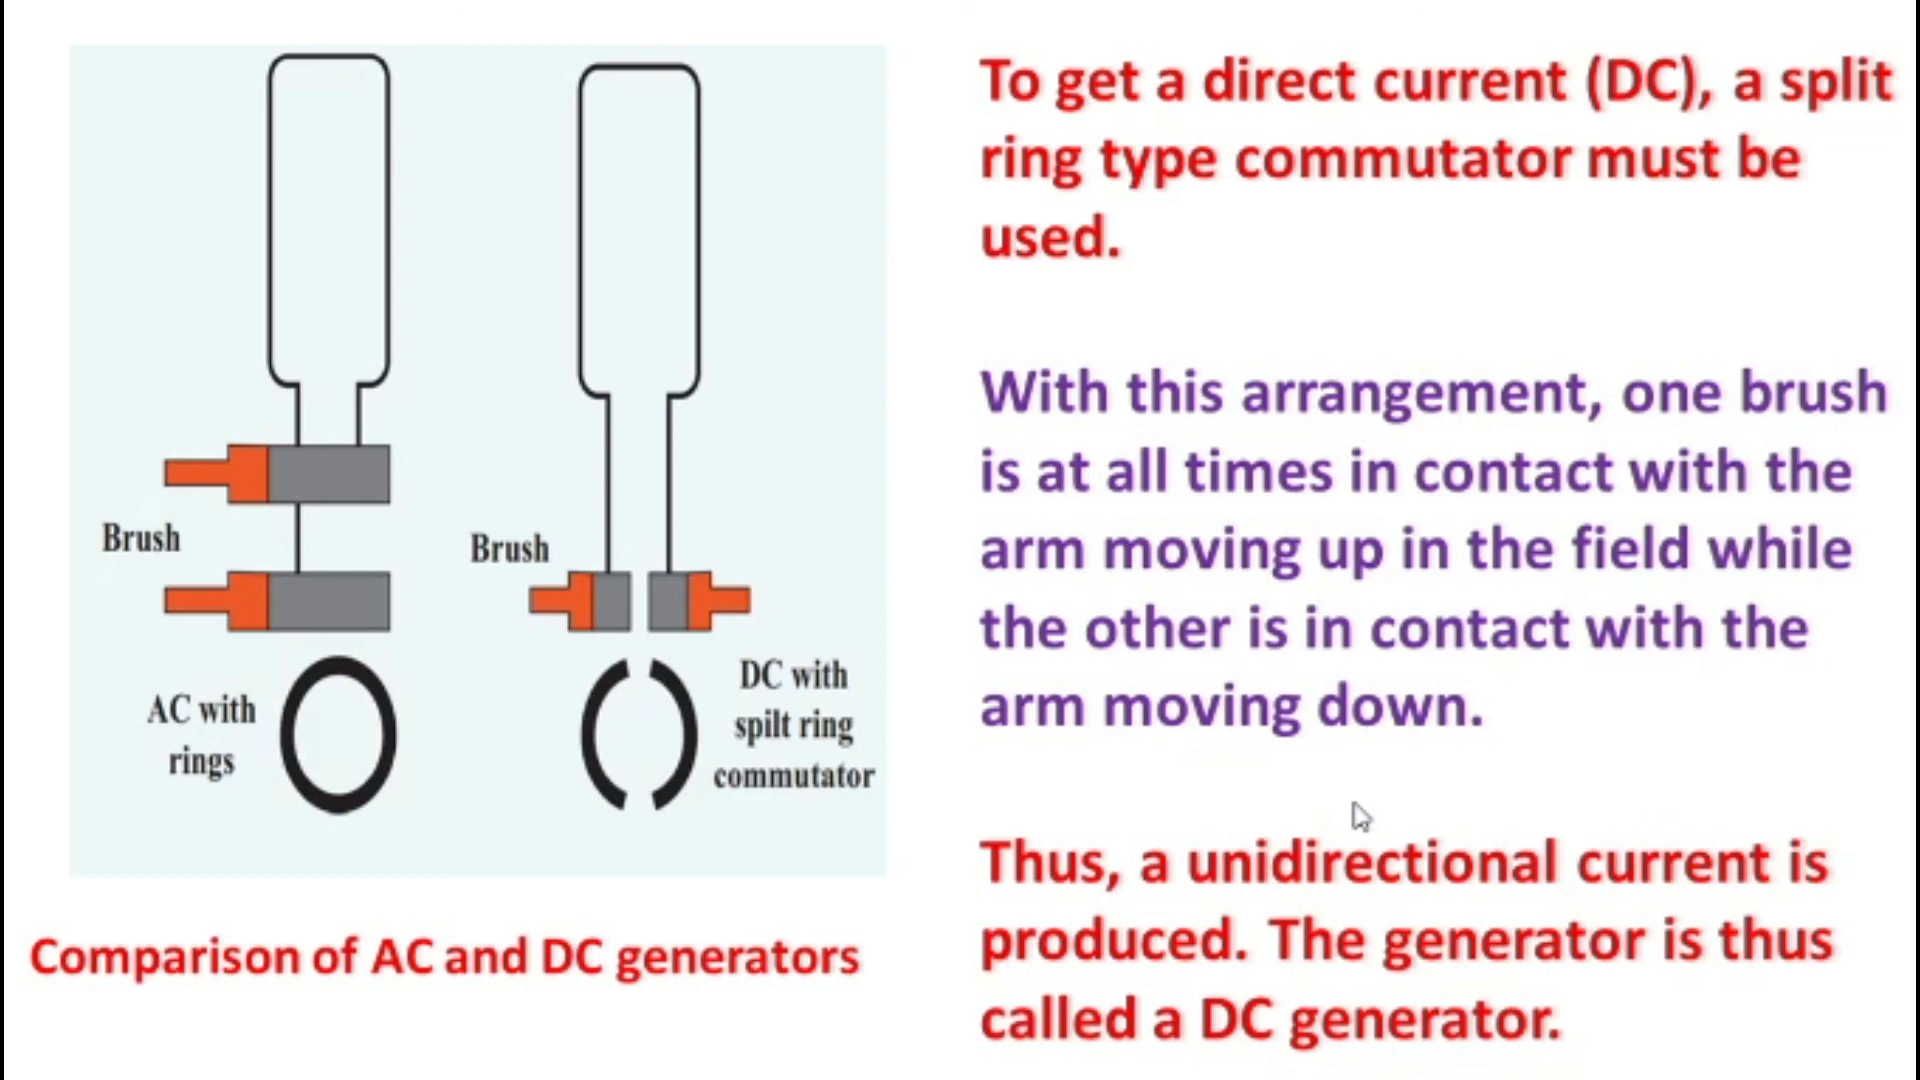 Brush
Brush
AC with
rings
DC with
spilt ring
commutator
Comparison of AC and DC generators
To get a direct current (DC), a split
ring type commutator must be
used.
With this arrangement, one brush
is at all times in contact with the
arm moving up in the field while
the other is in contact with the
arm moving down.
Thus, a unidirectional current is
produced. The generator is thus
called a DC generator.